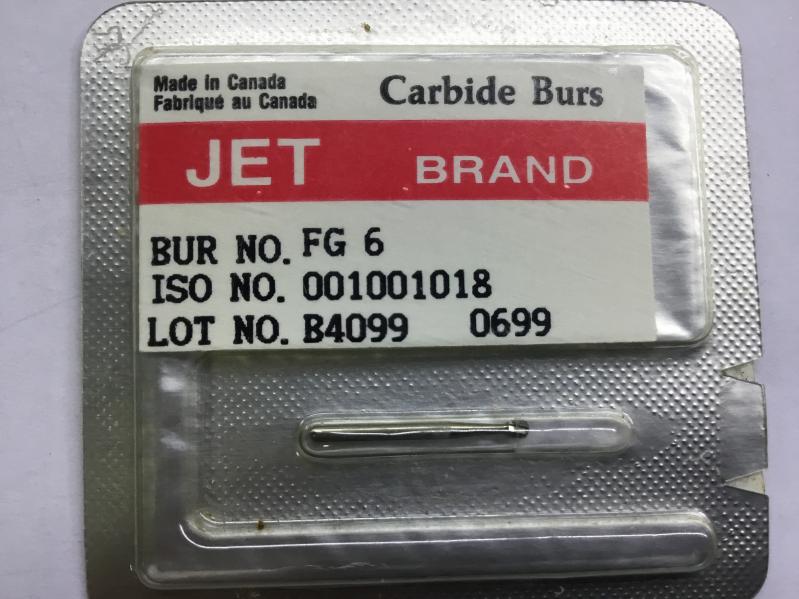 Made in Canada
Fabriqué au Canada
Carbide Burs
JET BRAND
BUR NO. FG 6
ISO NO. 001001018
LOT NO. B4099 0699